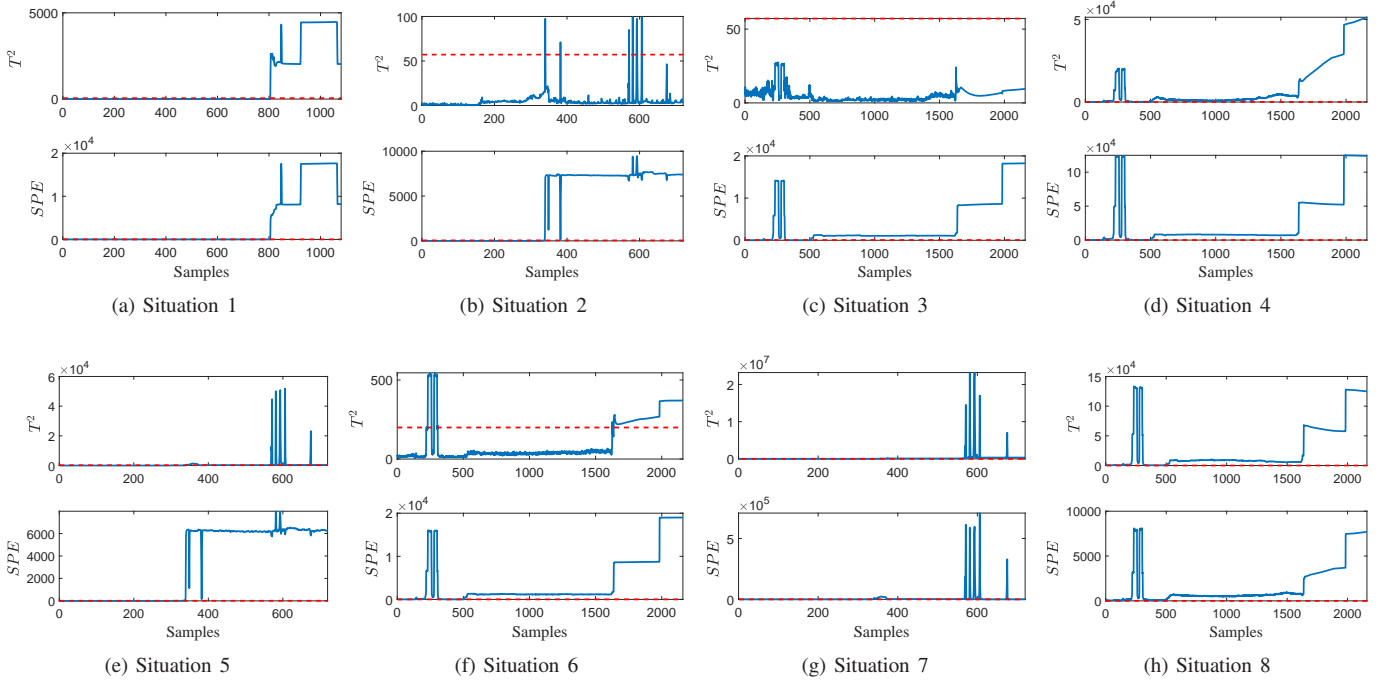 5000
T²
0
0 200 400 600 800 1000
×10⁴
2
1
SPE
0
0 200 400 600 800 1000
Samples
(a) Situation 1
100
T²
50
0
0 200 400 600
10000
SPE
5000
0
0 200 400 600
Samples
(b) Situation 2
50
T²
0
0 500 1000 1500 2000
×10⁴
2
SPE
1
0
0 500 1000 1500 2000
Samples
(c) Situation 3
×10⁴
5
T²
0
0 500 1000 1500 2000
×10⁴
10
SPE
5
0
0 500 1000 1500 2000
Samples
(d) Situation 4
×10⁴
6
4
T²
2
0
0 200 400 600
6000
SPE
4000
2000
0
0 200 400 600
Samples
(e) Situation 5
500
T²
0
0 500 1000 1500 2000
×10⁴
2
SPE
1
0
0 500 1000 1500 2000
Samples
(f) Situation 6
×10⁷
2
T²
1
0
0 200 400 600
×10⁵
SPE
5
0
0 200 400 600
Samples
(g) Situation 7
×10⁴
15
T²
10
5
0
0 500 1000 1500 2000
10000
SPE
5000
0
0 500 1000 1500 2000
Samples
(h) Situation 8